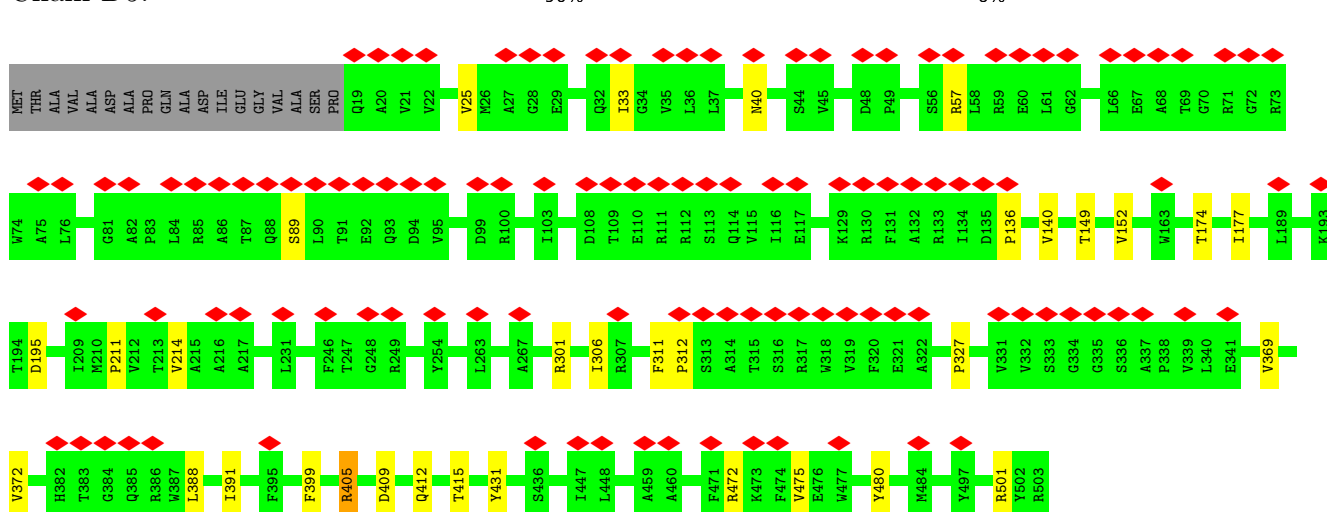 MET THR ALA VAL ALA ASP ALA PRO GLN ALA ASP ILE GLU GLY VAL ALA SER PRO Q19 A20 V21 V22 V25 M26 A27 G28 E29 Q32 I33 G34 V35 L36 L37 N40 S44 V45 D48 P49 S56 R57 L58 R59 E60 L61 G62 L66 E67 A68 T69 G70 R71 G72 R73
W74 A75 L76 G81 A82 P83 L84 R85 A86 T87 Q88 S89 L90 T91 E92 Q93 D94 V95 D99 R100 I103 D108 T109 E110 R111 R112 S113 Q114 V115 I116 E117 K129 R130 F131 A132 R133 I134 D135 P136 V140 T149 V152 W163 T174 I177 L189 K193
T194 D195 I209 M210 P211 V212 T213 V214 A215 A216 A217 L231 F246 T247 G248 R249 Y254 L263 A267 R301 I306 R307 F311 P312 S313 A314 T315 S316 R317 W318 V319 F320 E321 A322 P327 V331 V332 S333 G334 G335 S336 A337 P338 V339 L340 E341 V369
V372 H382 T383 G384 Q385 R386 W387 L388 I391 F395 F399 R405 D409 Q412 T415 Y431 S436 I447 L448 A459 A460 F471 R472 K473 F474 V475 E476 W477 Y480 M484 Y497 R501 Y502 R503